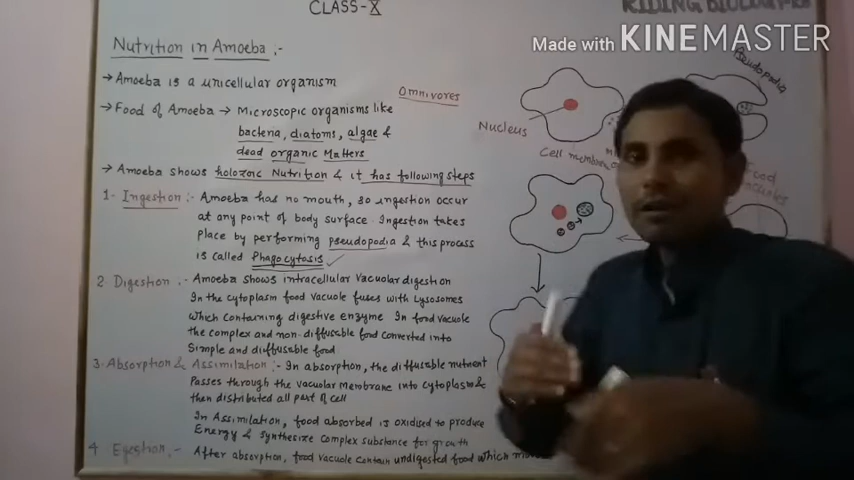 CLASS-X
RIDING BIOLOGY
Made with KINEMASTER
Nutrition in Amoeba :-
→ Amoeba is a unicellular organism
→ Food of Amoeba → Microscopic organisms like
bacteria, diatoms, algae &
dead organic Matters
Omnivores
→ Amoeba shows holozoic Nutrition & it has following steps
1- Ingestion :- Amoeba has no mouth, so ingestion occur
at any point of body surface. Ingestion takes
Place by performing pseudopodia & this process
is called Phagocytosis ✓
2. Digestion :- Amoeba shows intracellular vacuolar digestion
In the cytoplasm food vacuole fuses with Lysosomes
which containing digestive enzyme. In food vacuole
the complex and non-diffusable food converted into
Simple and diffusable food
3. Absorption & Assimilation :- In absorption, the diffusable nutrient
Passes through the vacuolar membrane into cytoplasm &
then distributed all part of cell
In Assimilation, food absorbed is oxidised to produce
Energy & synthesize complex substance for growth
4 Egestion :- After absorption, food vacuole contain undigested food which
Nucleus
Cell membrane
Pseudopodia
Food